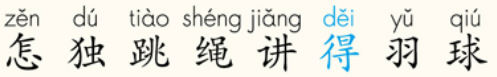 zěn dú tiào shéng jiǎng děi yǔ qiú
怎 独 跳 绳 讲 得 羽 球